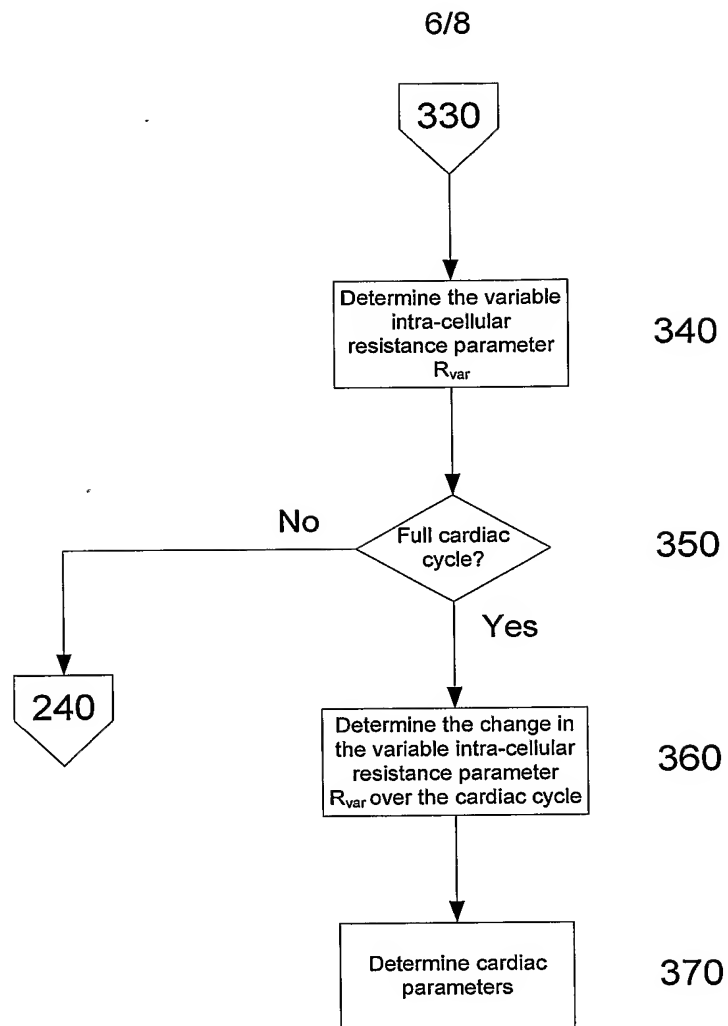 6/8
330
Determine the variable
intra-cellular
resistance parameter
Rvar
340
Full cardiac
cycle?
350
No
Yes
240
Determine the change in
the variable intra-cellular
resistance parameter
Rvar over the cardiac cycle
360
Determine cardiac
parameters
370